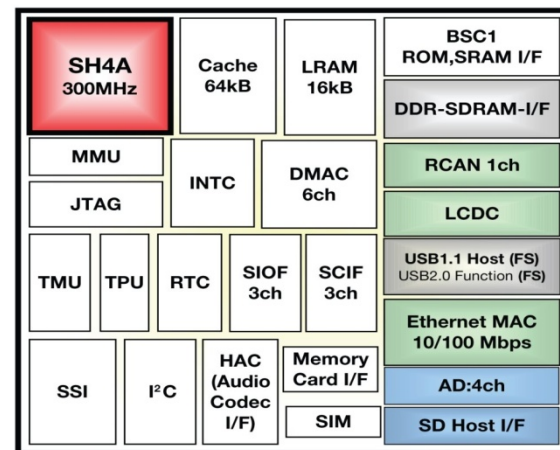 SH4A
300MHz
Cache
64kB
LRAM
16kB
BSC1
ROM,SRAM I/F
DDR-SDRAM-I/F
MMU
JTAG
INTC
DMAC
6ch
RCAN 1ch
LCDC
TMU
TPU
RTC
SIOF
3ch
SCIF
3ch
USB1.1 Host (FS)
USB2.0 Function (FS)
Ethernet MAC
10/100 Mbps
SSI
I²C
HAC
(Audio
Codec
I/F)
Memory
Card I/F
SIM
AD:4ch
SD Host I/F